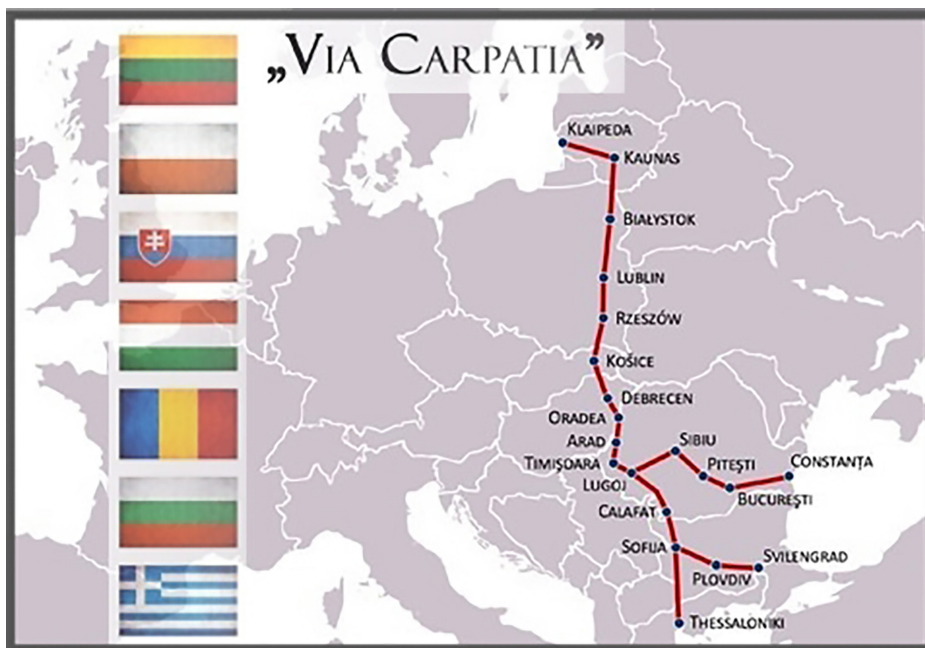 „VIA CARPATIA”
KLAIPEDA
KAUNAS
BIAŁYSTOK
LUBLIN
RZESZÓW
KOŠICE
DEBRECEN
ORADEA
ARAD
SIBIU
TIMIŞOARA
PITEŞTI
CONSTANŢA
LUGOJ
BUCUREŞTI
CALAFAT
SOFIJA
SVILENGRAD
PLOVDIV
THESSALONIKI